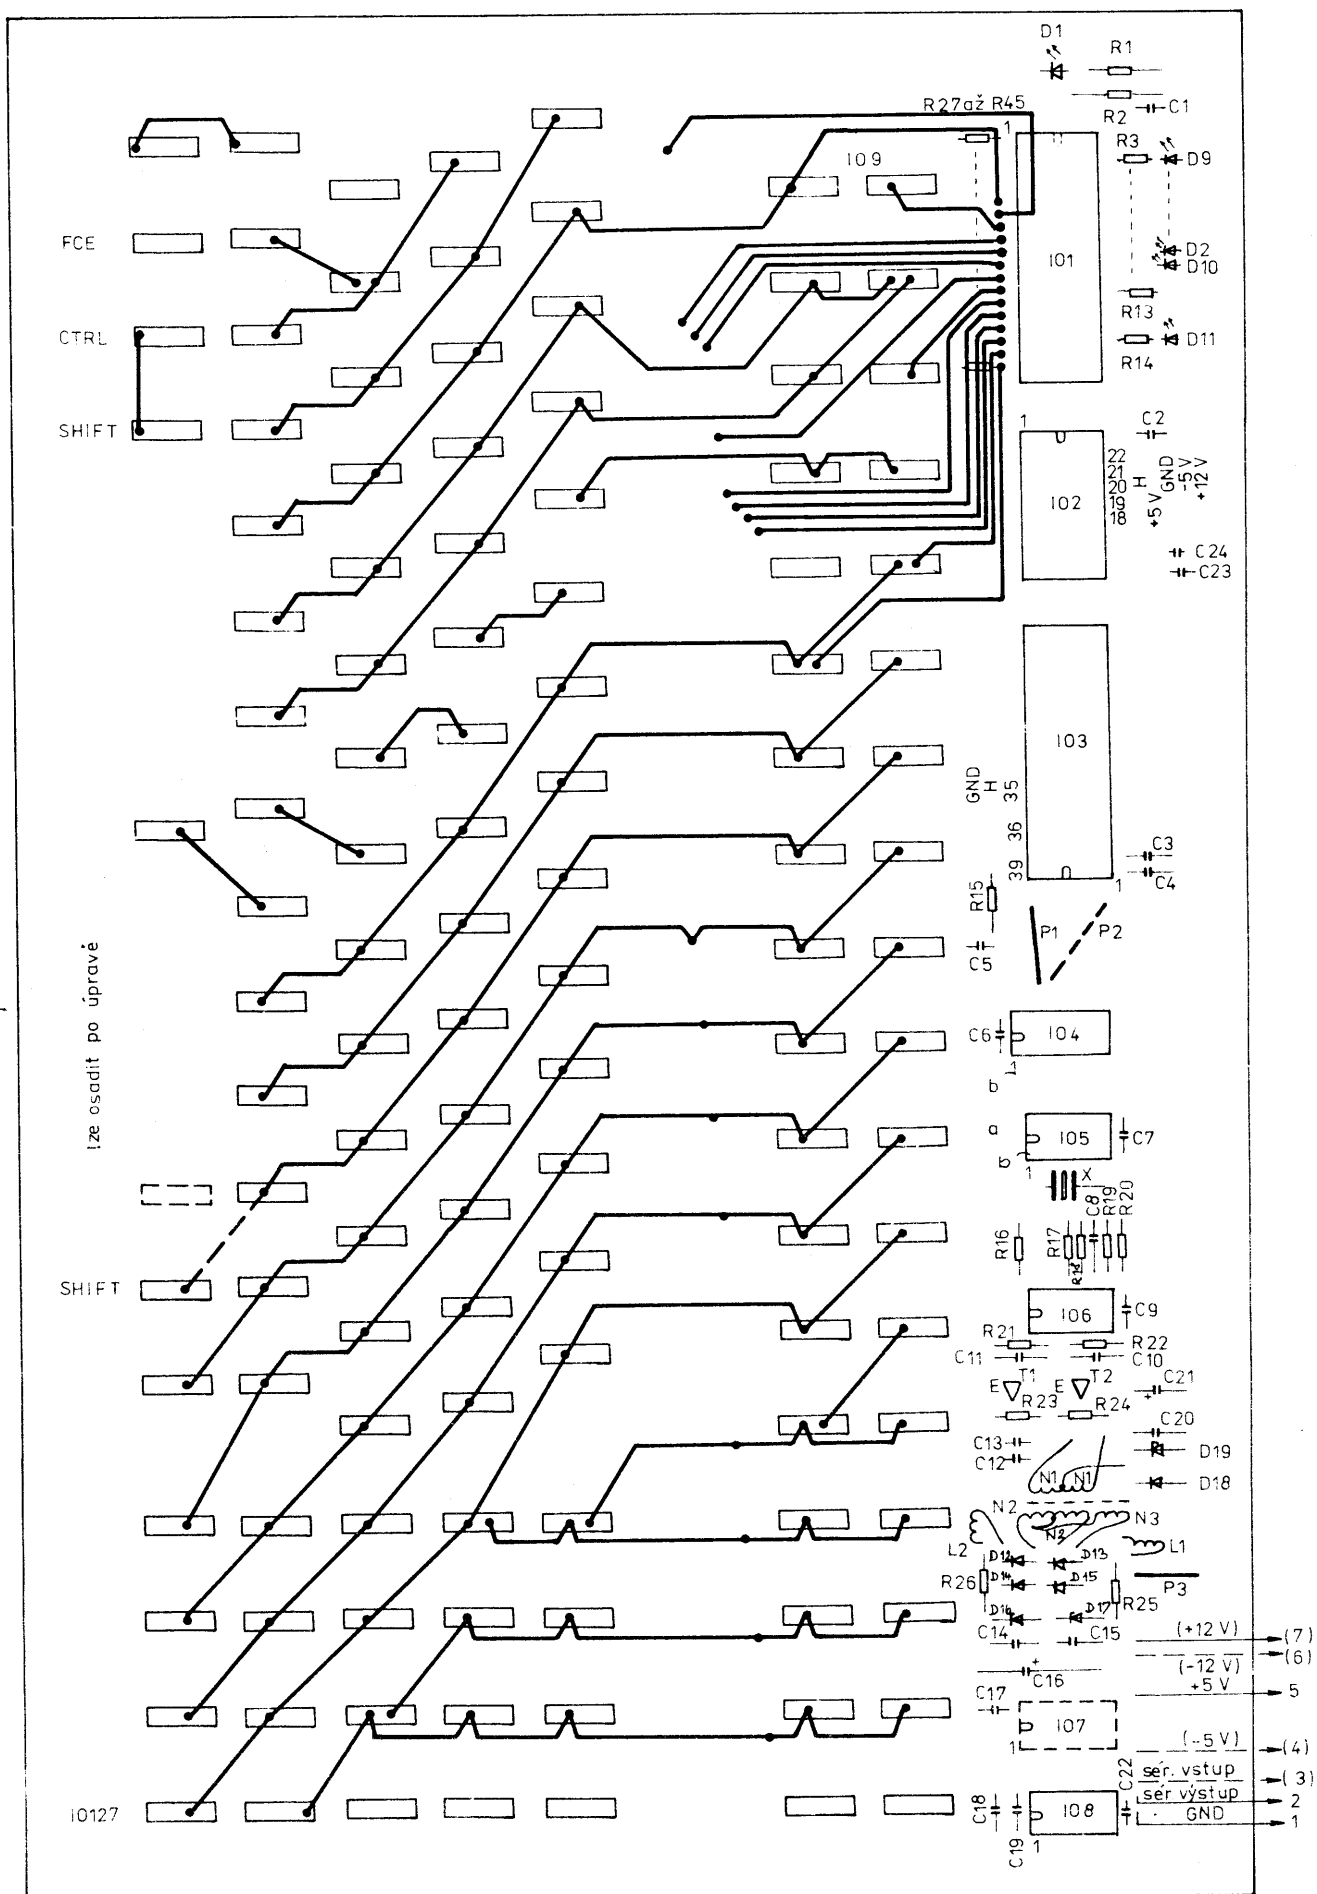 D1
R1
R27až R45
R2
C1
1
R3
D9
IO9
FCE
IO1
D2
D10
R13
CTRL
D11
R14
SHIFT
1
C2
22
21
20
19
18
H
GND
-5 V
+12 V
+5 V
IO2
C24
C23
IO3
GND
H
35
36
39
1
C3
C4
R15
P1
P2
C5
lze osadit po úpravě
C6
IO4
1
b
a
IO5
C7
b
1
X
C8
R19
R20
R16
R17
R18
SHIFT
IO6
C9
R21
R22
C11
C10
E
T1
E
T2
C21
+
R23
R24
C20
C13
C12
D19
N1
N1
D18
N2
N3
N2
L2
L1
D12
D13
R26
D14
D15
P3
R25
D16
D17
C14
C15
(+12 V)
(7)
(6)
+
C16
(-12 V)
+5 V
5
C17
IO7
1
(-5 V)
(4)
C22
sér. vstup
(3)
sér výstup
2
IO127
C18
C19
IO8
1
GND
1